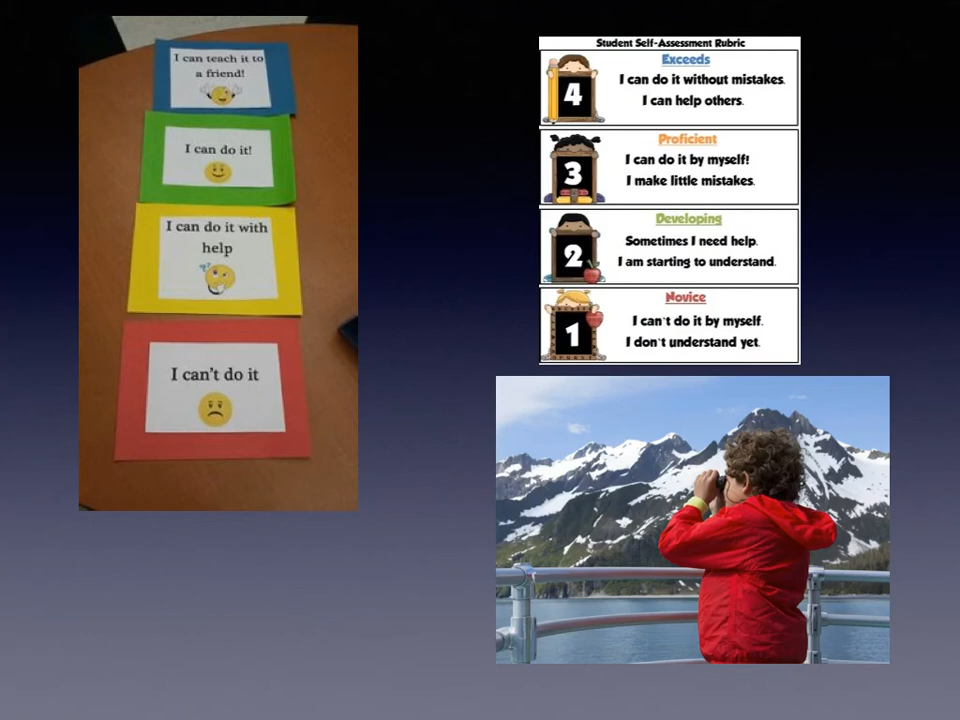 I can teach it to
a friend!
I can do it!
I can do it with
help
??
I can't do it
Student Self-Assessment Rubric
Exceeds
4
I can do it without mistakes.
I can help others.
Proficient
3
I can do it by myself!
I make little mistakes.
Developing
2
Sometimes I need help.
I am starting to understand.
Novice
1
I can't do it by myself.
I don't understand yet.